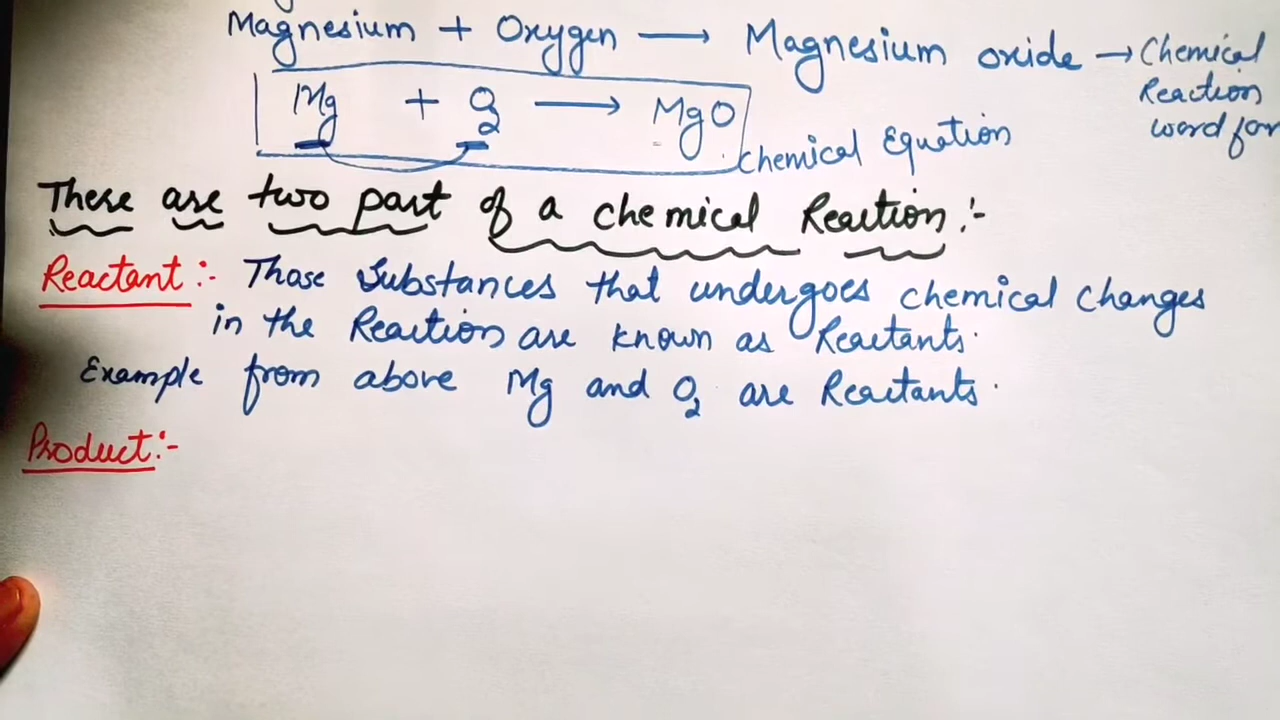 Magnesium + Oxygen → Magnesium oxide → Chemical
Reaction
word for
Mg + O₂ → MgO
Chemical Equation
There are two part of a chemical Reaction :-
Reactant :- Those Substances that undergoes chemical changes
in the Reaction are known as Reactants.
Example from above Mg and O₂ are Reactants.
Product :-